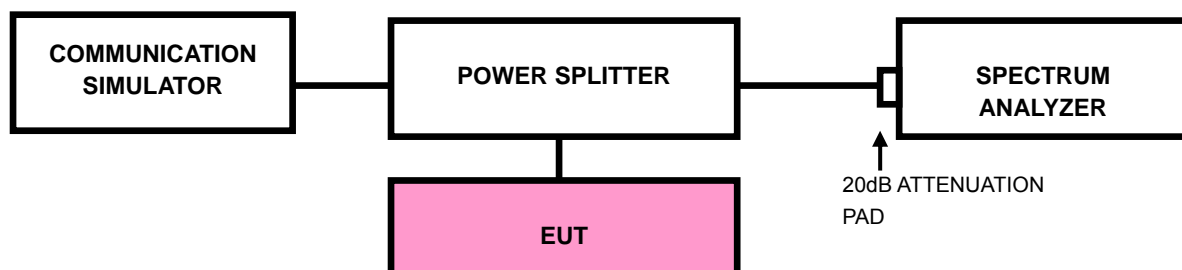 COMMUNICATION
SIMULATOR
POWER SPLITTER
SPECTRUM
ANALYZER
20dB ATTENUATION
PAD
EUT